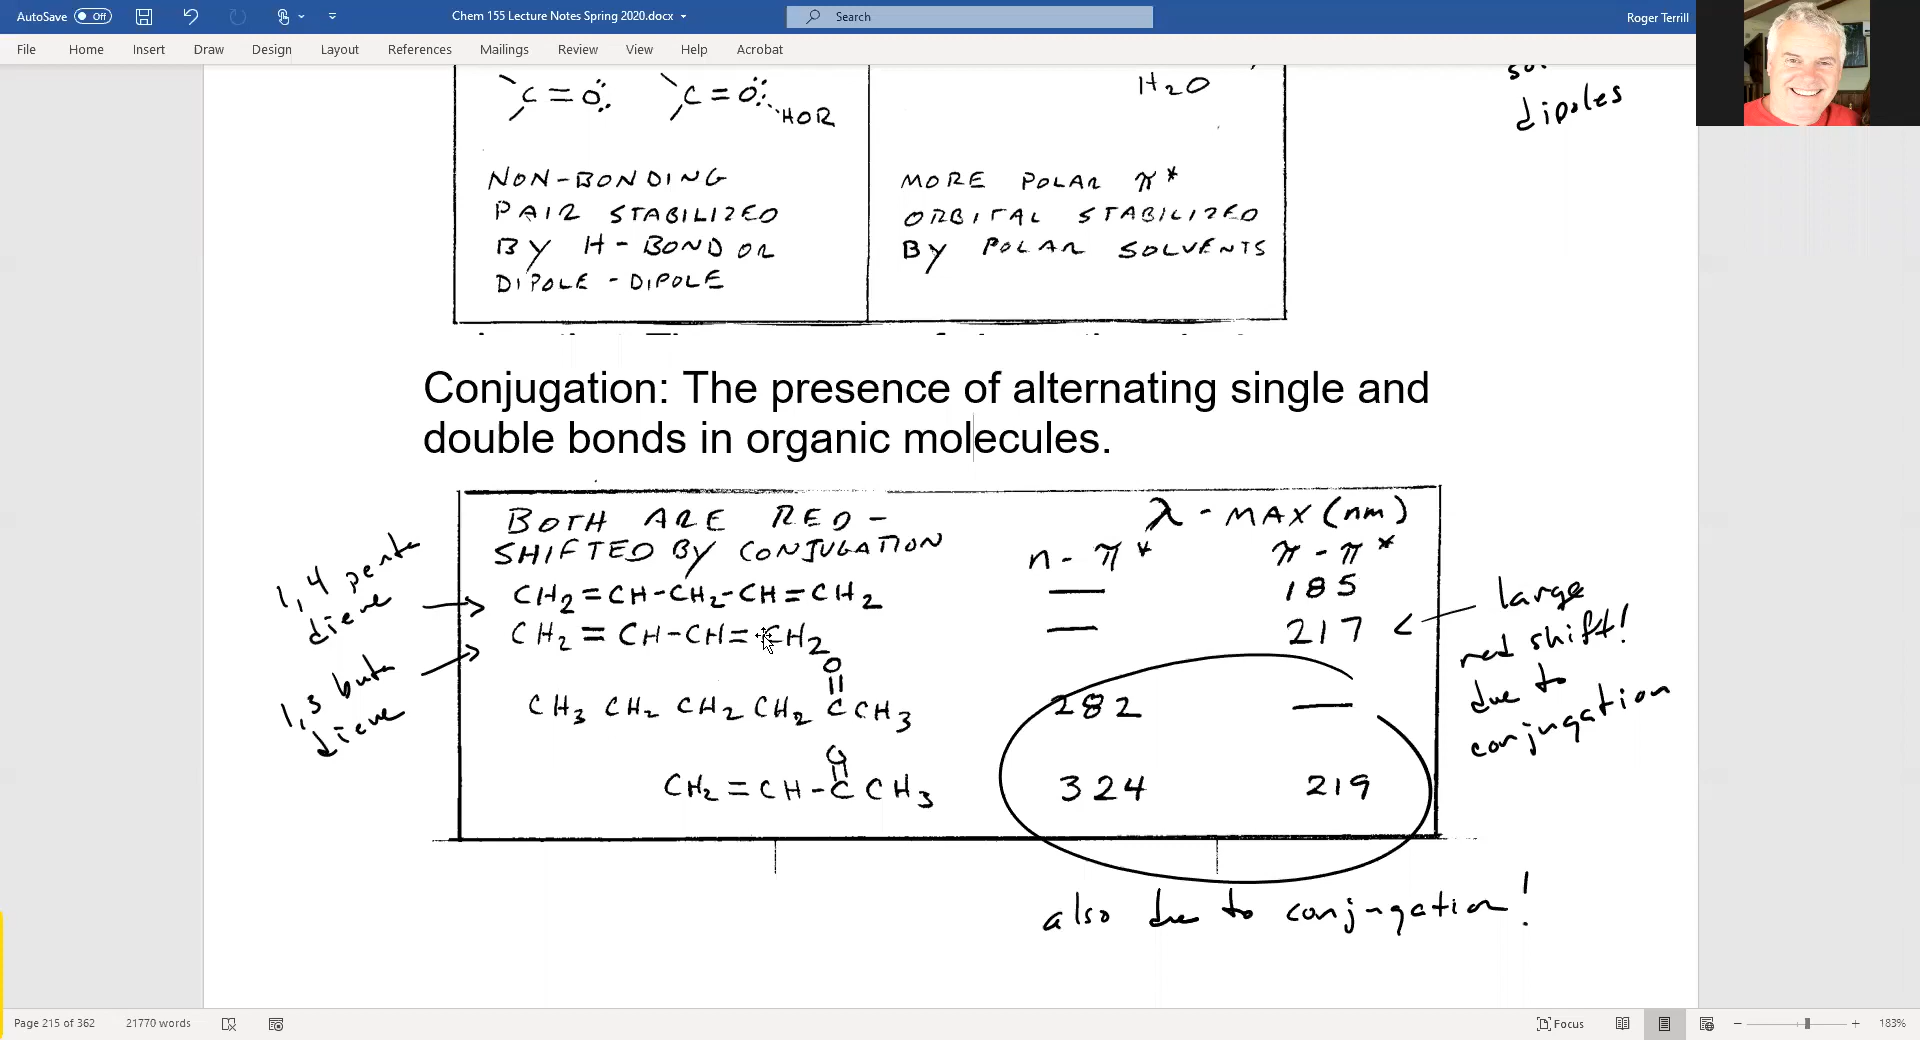 AutoSave Off Chem 155 Lecture Notes Spring 2020.docx Search Roger Terrill
File Home Insert Draw Design Layout References Mailings Review View Help Acrobat
dipoles
C=O C=O HOR
H2O
NON-BONDING
PAIR STABILIZED
BY H-BOND OR
DIPOLE-DIPOLE
MORE POLAR π*
ORBITAL STABILIZED
BY POLAR SOLVENTS
Conjugation: The presence of alternating single and
double bonds in organic molecules.
BOTH ARE RED-
SHIFTED BY CONJUGATION
λ-MAX (nm)
n-π* π-π*
1,4 penta
diene
CH2=CH-CH2-CH=CH2 — 185
1,3 buta
diene
CH2=CH-CH=CH2 — 217
large
red shift!
due to
conjugation
O
CH3 CH2 CH2 CH2 C CH3 282 —
O
CH2=CH-C CH3 324 219
also due to conjugation!
Page 215 of 362 21770 words Focus 183%